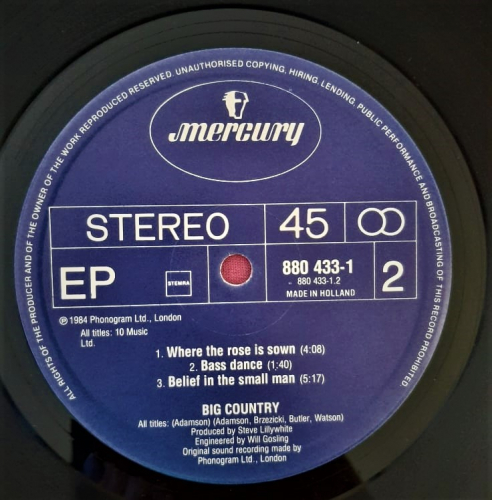 ALL RIGHTS OF THE PRODUCER AND OF THE OWNER OF THE WORK REPRODUCED RESERVED UNAUTHORISED COPYING, HIRING, LENDING, PUBLIC PERFORMANCE AND BROADCASTING OF THIS RECORD PROHIBITED
mercury
STEREO 45
EP STEMRA 880 433-1 2
880 433-1.2
MADE IN HOLLAND
℗ 1984 Phonogram Ltd., London
All titles: 10 Music
Ltd.
1. Where the rose is sown (4:08)
2. Bass dance (1:40)
3. Belief in the small man (5:17)
BIG COUNTRY
All titles: (Adamson) (Adamson, Brzezicki, Butler, Watson)
Produced by Steve Lillywhite
Engineered by Will Gosling
Original sound recording made by
Phonogram Ltd., London